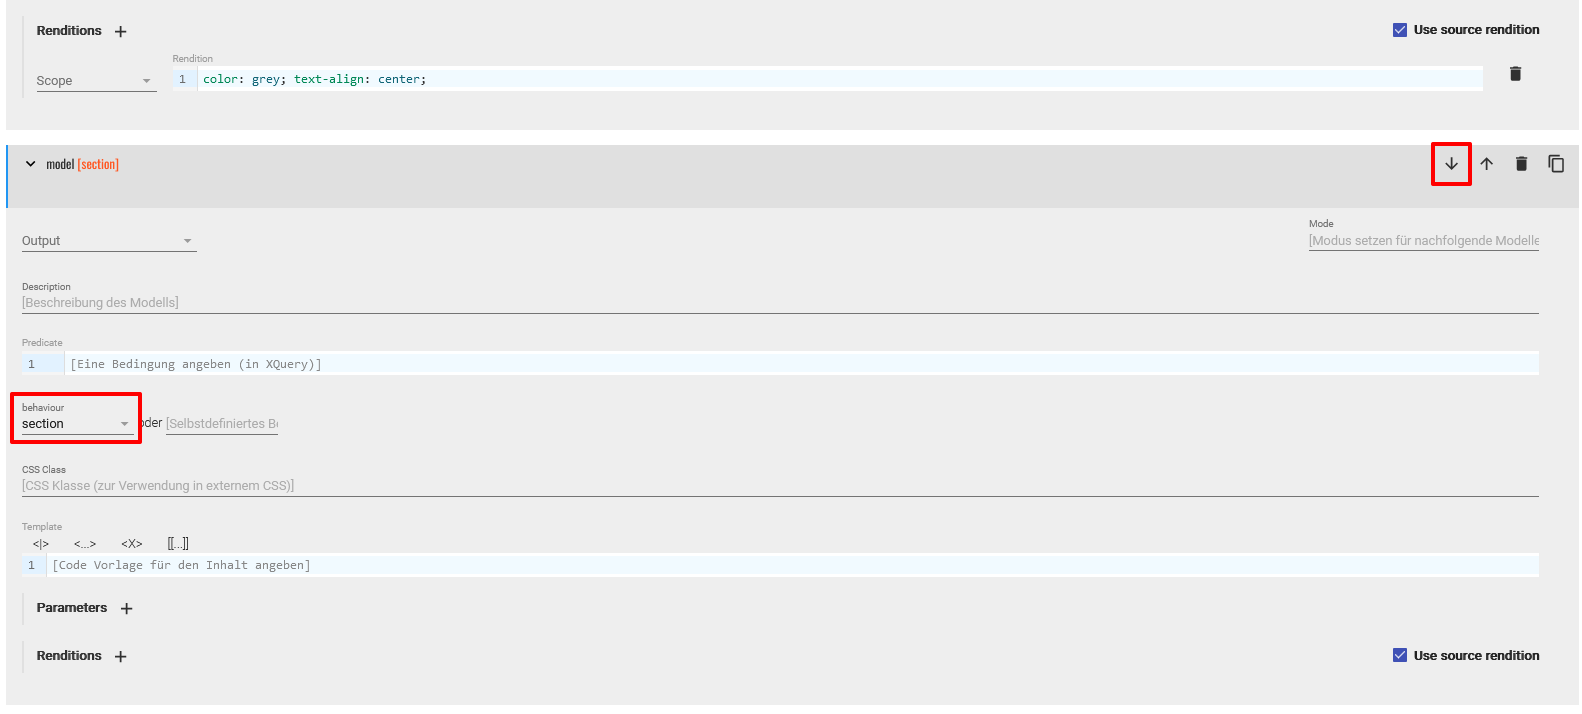 Renditions +
Use source rendition
Rendition
Scope
1 color: grey; text-align: center;
model [section]
Mode
Output
[Modus setzen für nachfolgende Modelle
Description
[Beschreibung des Modells]
Predicate
1 [Eine Bedingung angeben (in XQuery)]
behaviour
section oder [Selbstdefiniertes Be
CSS Class
[CSS Klasse (zur Verwendung in externem CSS)]
Template
<|> <...> <X> [[...]]
1 [Code Vorlage für den Inhalt angeben]
Parameters +
Renditions +
Use source rendition